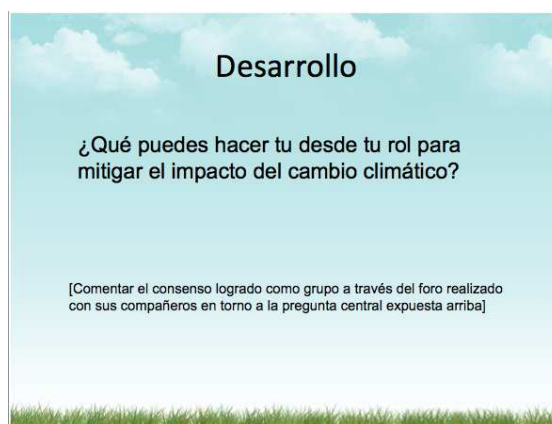 Desarrollo
¿Qué puedes hacer tu desde tu rol para
mitigar el impacto del cambio climático?
[Comentar el consenso logrado como grupo a través del foro realizado
con sus compañeros en torno a la pregunta central expuesta arriba]